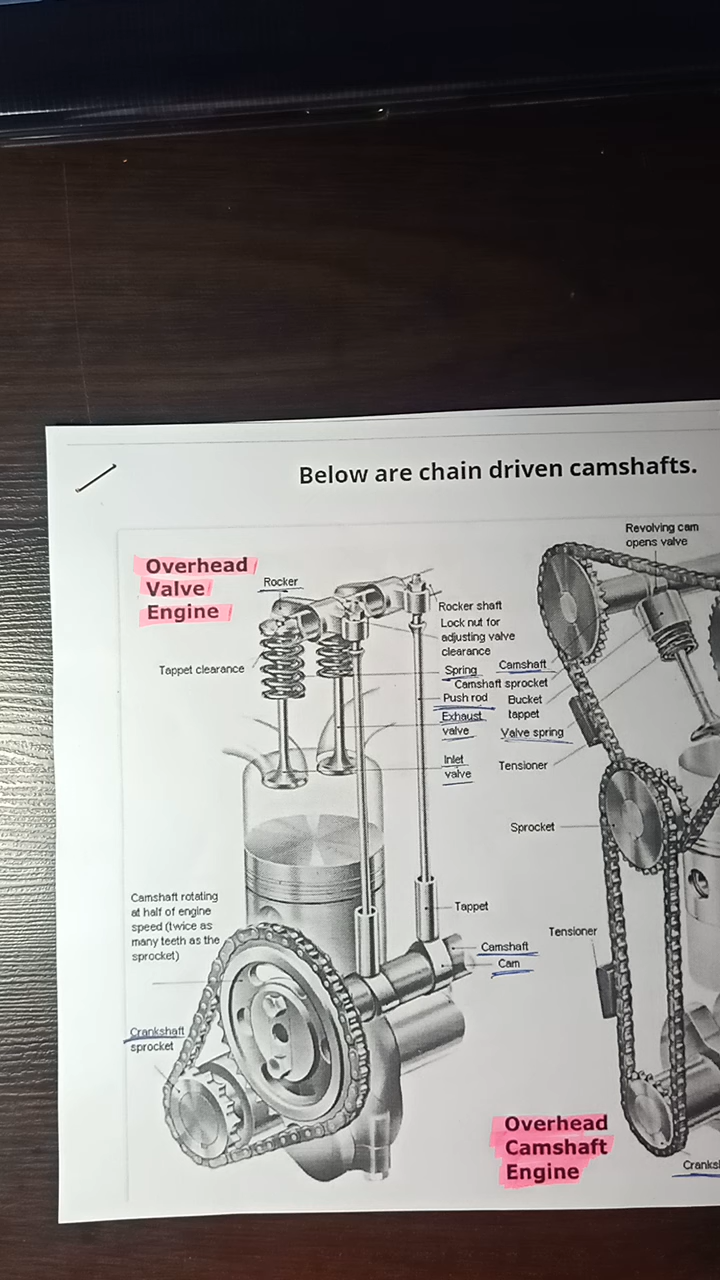 Below are chain driven camshafts.
Overhead
Valve
Engine
Rocker
Rocker shaft
Lock nut for
adjusting valve
clearance
Tappet clearance
Spring
Push rod
Exhaust
valve
Inlet
valve
Camshaft rotating
at half of engine
speed (twice as
many teeth as the
sprocket)
Tappet
Camshaft
Cam
Crankshaft
sprocket
Revolving cam
opens valve
Camshaft
Camshaft sprocket
Bucket
tappet
Valve spring
Tensioner
Sprocket
Tensioner
Overhead
Camshaft
Engine